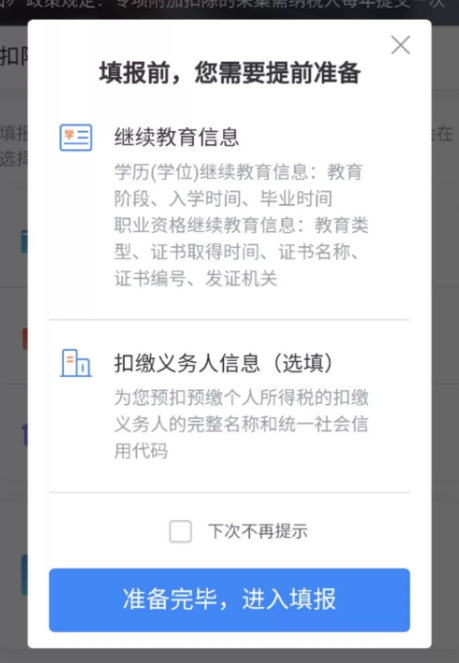 政策规定：专项附加扣除的采集需纳税人每年提交一次
扣除
填报前，您需要提前准备
填报
会在
选择
学
继续教育信息
学历(学位)继续教育信息：教育
阶段、入学时间、毕业时间
职业资格继续教育信息：教育类
型、证书取得时间、证书名称、
证书编号、发证机关
扣缴义务人信息（选填）
为您预扣预缴个人所得税的扣缴
义务人的完整名称和统一社会信
用代码
下次不再提示
准备完毕，进入填报